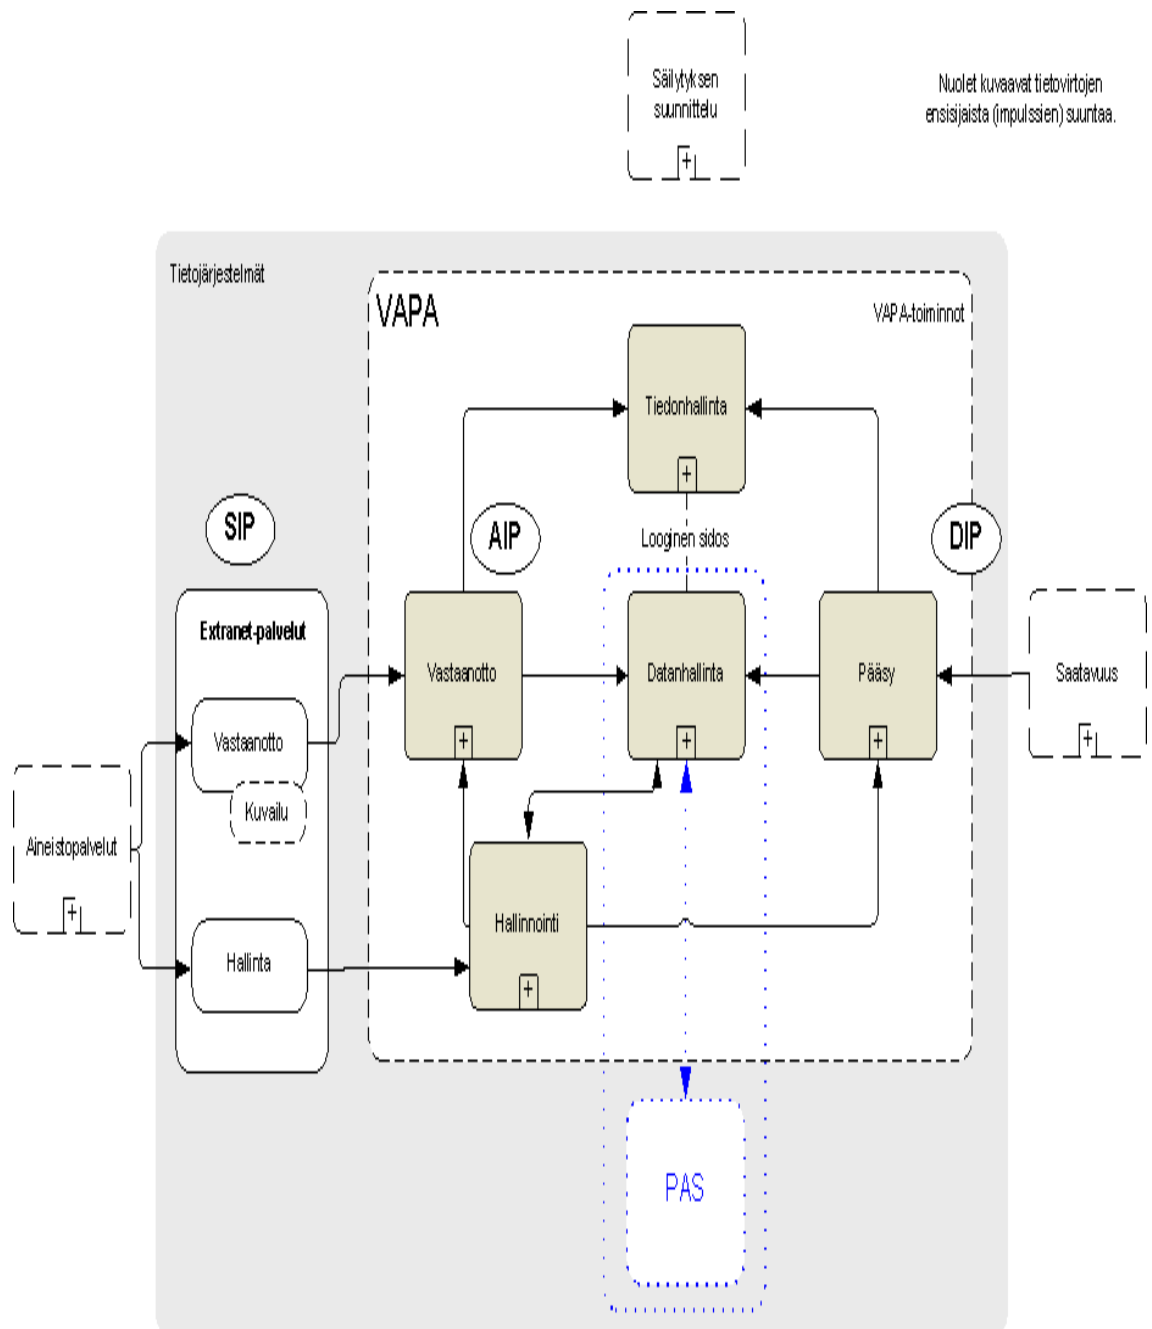 Säilytyksen
suunnittelu
Nuolet kuvaavat tietovirtojen
ensisijaista (impulssien) suuntaa.
Tietojärjestelmät
VAPA
VAPA-toiminnot
Tiedonhallinta
SIP
AIP
Looginen sidos
DIP
Extranet-palvelut
Vastaanotto
Datanhallinta
Pääsy
Saatavuus
Vastaanotto
Kuvailu
Aineistopalvelut
Hallinnointi
Hallinta
PAS